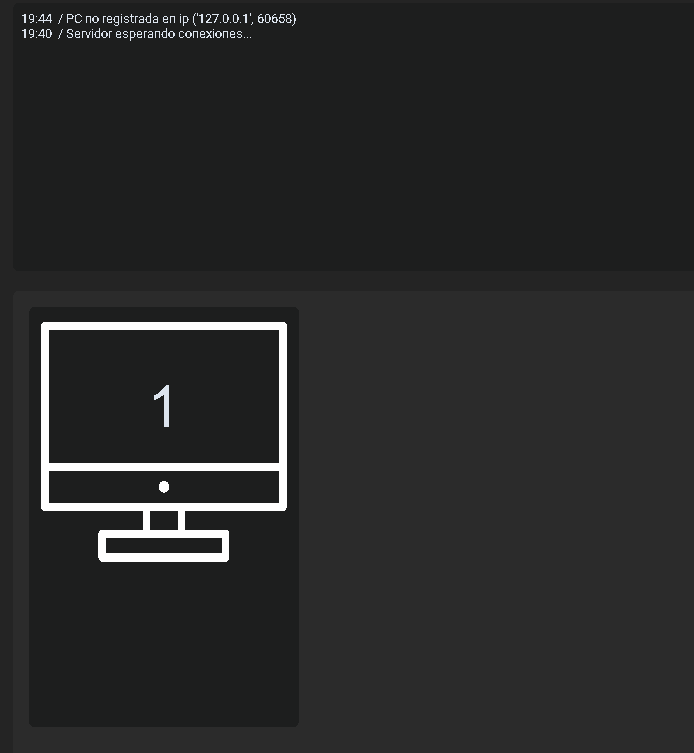 19:44 / PC no registrada en ip ('127.0.0.1', 60658)
19:40 / Servidor esperando conexiones...
1